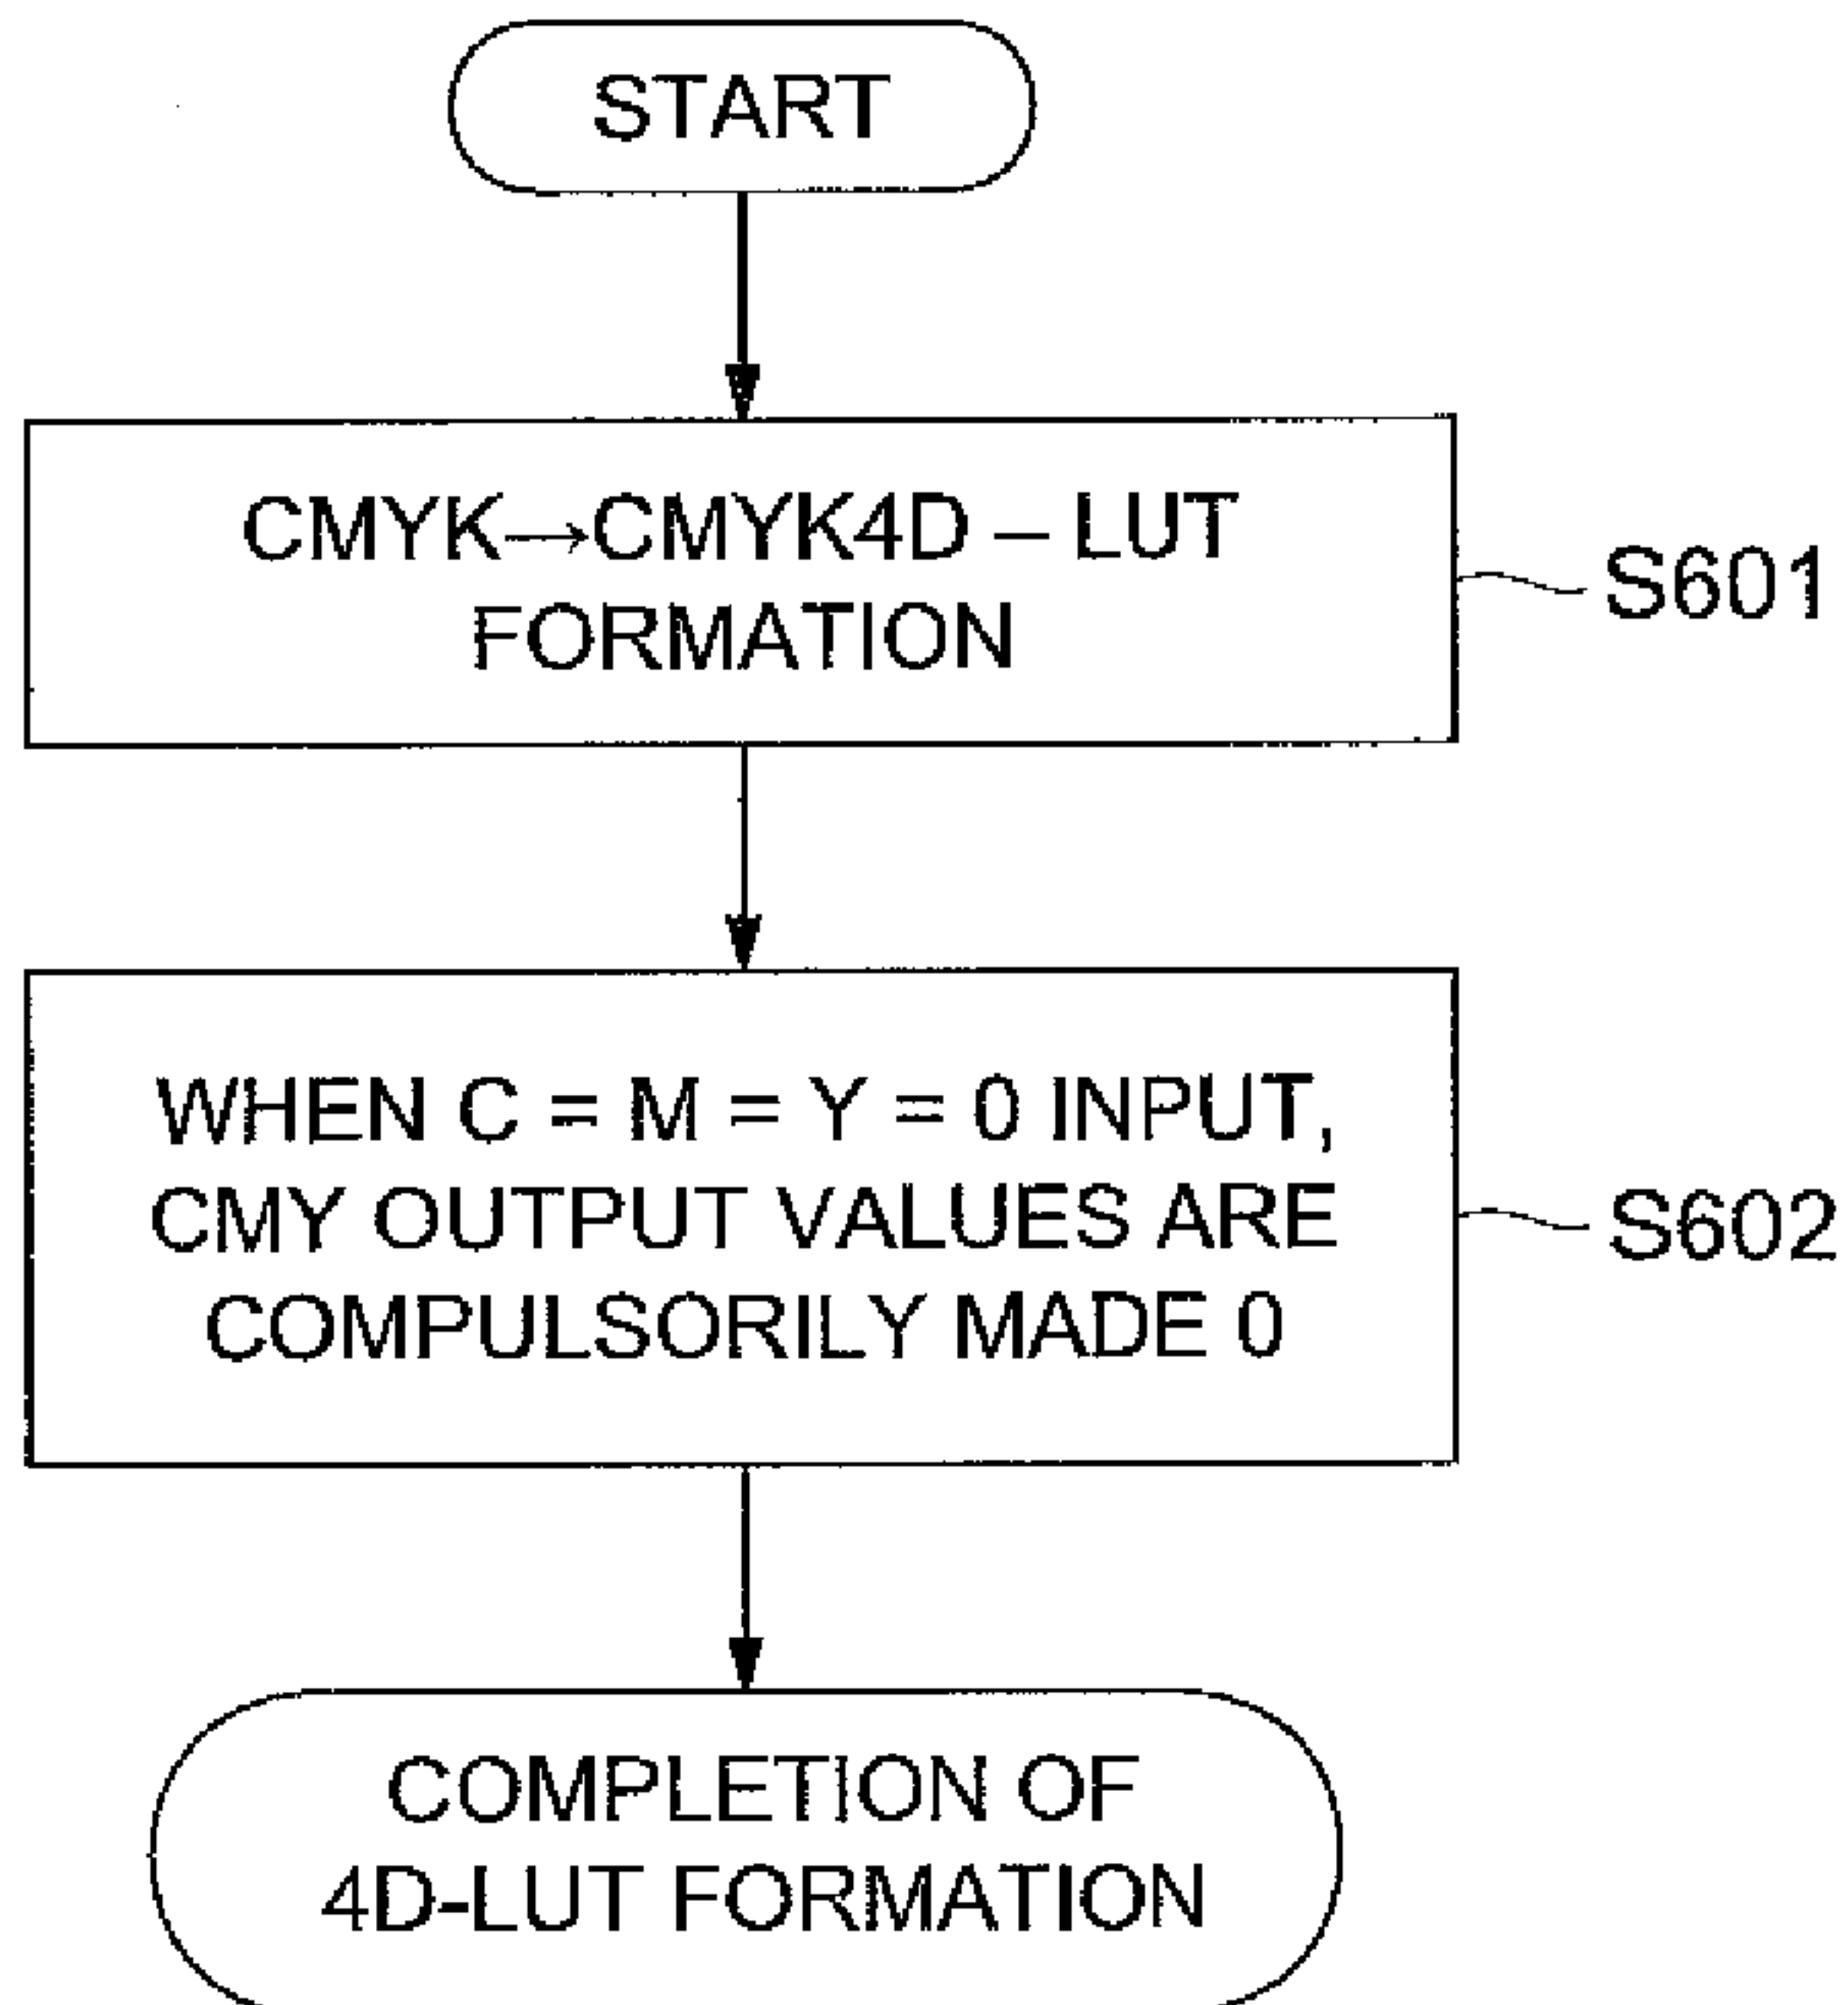 START
CMYK→CMYK4D – LUT
FORMATION
S601
WHEN C = M = Y = 0 INPUT,
CMY OUTPUT VALUES ARE
COMPULSORILY MADE 0
S602
COMPLETION OF
4D-LUT FORMATION